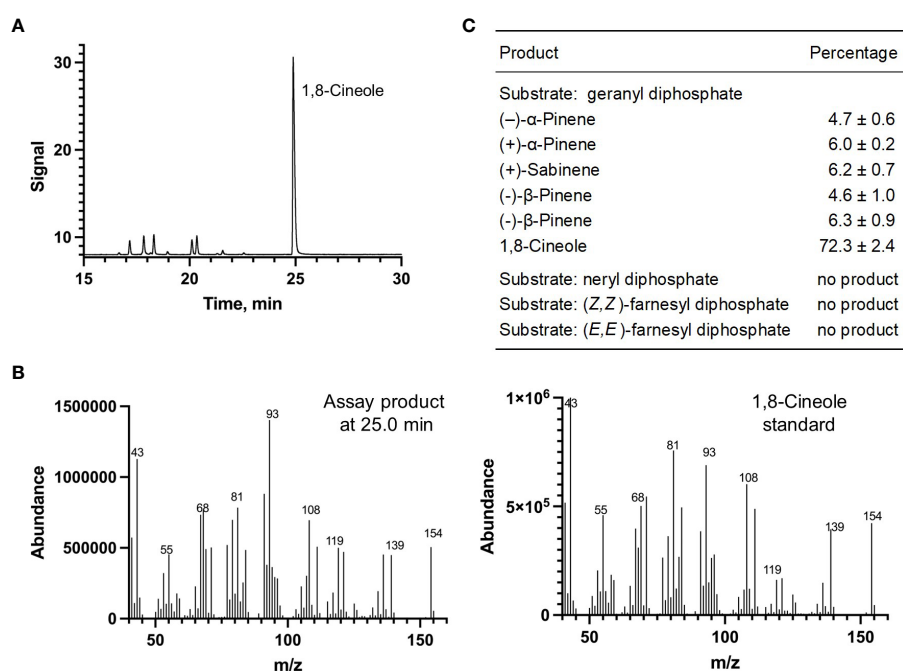 A
30
20
10
Signal
1,8-Cineole
15 20 25 30
Time, min
C
Product Percentage
Substrate: geranyl diphosphate
(–)-α-Pinene 4.7 ± 0.6
(+)-α-Pinene 6.0 ± 0.2
(+)-Sabinene 6.2 ± 0.7
(-)-β-Pinene 4.6 ± 1.0
(-)-β-Pinene 6.3 ± 0.9
1,8-Cineole 72.3 ± 2.4
Substrate: neryl diphosphate no product
Substrate: (Z,Z)-farnesyl diphosphate no product
Substrate: (E,E)-farnesyl diphosphate no product
B
1500000
1000000
500000
0
Abundance
Assay product
at 25.0 min
43
55
68
81
93
108
119
139
154
50 100 150
m/z
1×10⁶
5×10⁵
0
Abundance
1,8-Cineole
standard
43
55
68
81
93
108
119
139
154
50 100 150
m/z